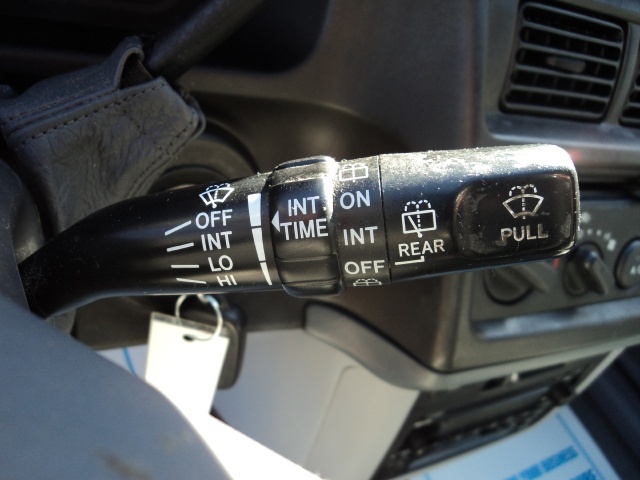 OFF
INT
LO
HI
INT
TIME
ON
INT
OFF
REAR
PULL